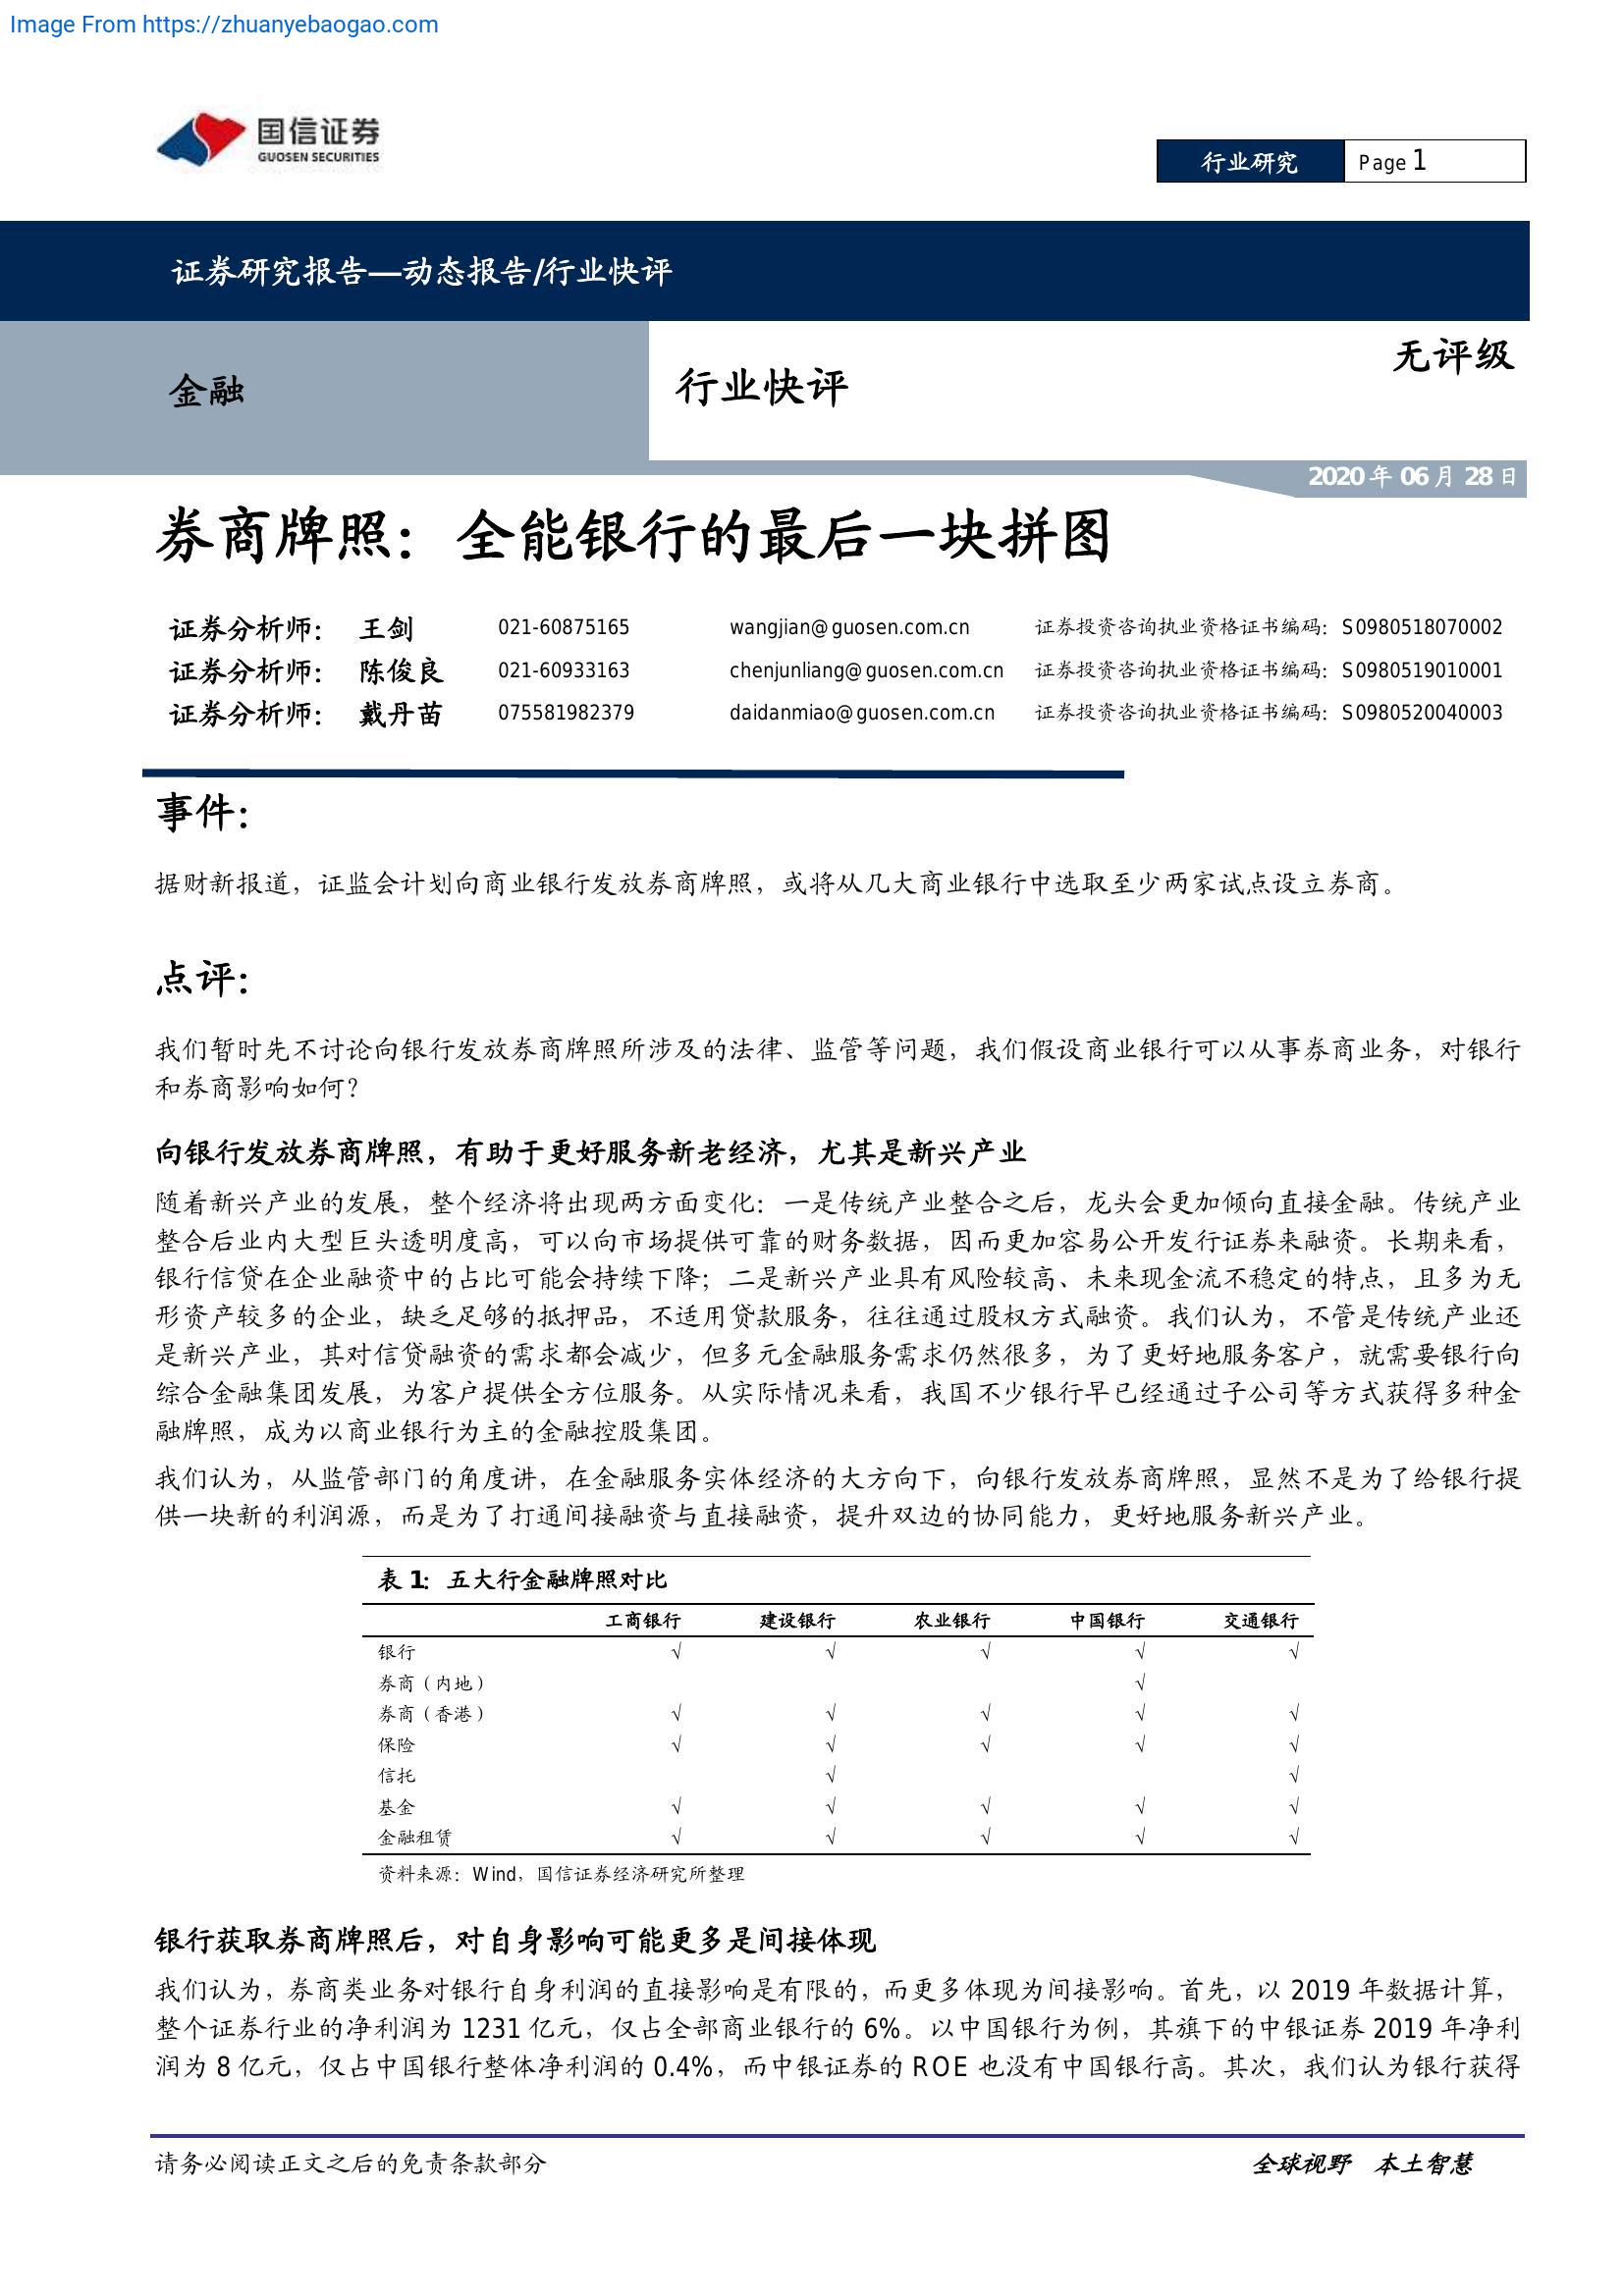 Image From https://zhuanyebaogao.com
国信证券
GUOSEN SECURITIES
行业研究 Page 1
证券研究报告—动态报告/行业快评
金融 行业快评 无评级
2020 年 06 月 28 日
券商牌照：全能银行的最后一块拼图
证券分析师： 王剑 021-60875165 wangjian@guosen.com.cn 证券投资咨询执业资格证书编码：S0980518070002
证券分析师： 陈俊良 021-60933163 chenjunliang@guosen.com.cn 证券投资咨询执业资格证书编码：S0980519010001
证券分析师： 戴丹苗 075581982379 daidanmiao@guosen.com.cn 证券投资咨询执业资格证书编码：S0980520040003
事件：
据财新报道，证监会计划向商业银行发放券商牌照，或将从几大商业银行中选取至少两家试点设立券商。
点评：
我们暂时先不讨论向银行发放券商牌照所涉及的法律、监管等问题，我们假设商业银行可以从事券商业务，对银行
和券商影响如何？
向银行发放券商牌照，有助于更好服务新老经济，尤其是新兴产业
随着新兴产业的发展，整个经济将出现两方面变化：一是传统产业整合之后，龙头会更加倾向直接金融。传统产业
整合后业内大型巨头透明度高，可以向市场提供可靠的财务数据，因而更加容易公开发行证券来融资。长期来看，
银行信贷在企业融资中的占比可能会持续下降；二是新兴产业具有风险较高、未来现金流不稳定的特点，且多为无
形资产较多的企业，缺乏足够的抵押品，不适用贷款服务，往往通过股权方式融资。我们认为，不管是传统产业还
是新兴产业，其对信贷融资的需求都会减少，但多元金融服务需求仍然很多，为了更好地服务客户，就需要银行向
综合金融集团发展，为客户提供全方位服务。从实际情况来看，我国不少银行早已经通过子公司等方式获得多种金
融牌照，成为以商业银行为主的金融控股集团。
我们认为，从监管部门的角度讲，在金融服务实体经济的大方向下，向银行发放券商牌照，显然不是为了给银行提
供一块新的利润源，而是为了打通间接融资与直接融资，提升双边的协同能力，更好地服务新兴产业。
表 1：五大行金融牌照对比
工商银行 建设银行 农业银行 中国银行 交通银行
银行 √ √ √ √ √
券商（内地） √
券商（香港） √ √ √ √ √
保险 √ √ √ √ √
信托 √ √
基金 √ √ √ √ √
金融租赁 √ √ √ √ √
资料来源：Wind，国信证券经济研究所整理
银行获取券商牌照后，对自身影响可能更多是间接体现
我们认为，券商类业务对银行自身利润的直接影响是有限的，而更多体现为间接影响。首先，以 2019 年数据计算，
整个证券行业的净利润为 1231 亿元，仅占全部商业银行的 6%。以中国银行为例，其旗下的中银证券 2019 年净利
润为 8 亿元，仅占中国银行整体净利润的 0.4%，而中银证券的 ROE 也没有中国银行高。其次，我们认为银行获得
请务必阅读正文之后的免责条款部分 全球视野 本土智慧